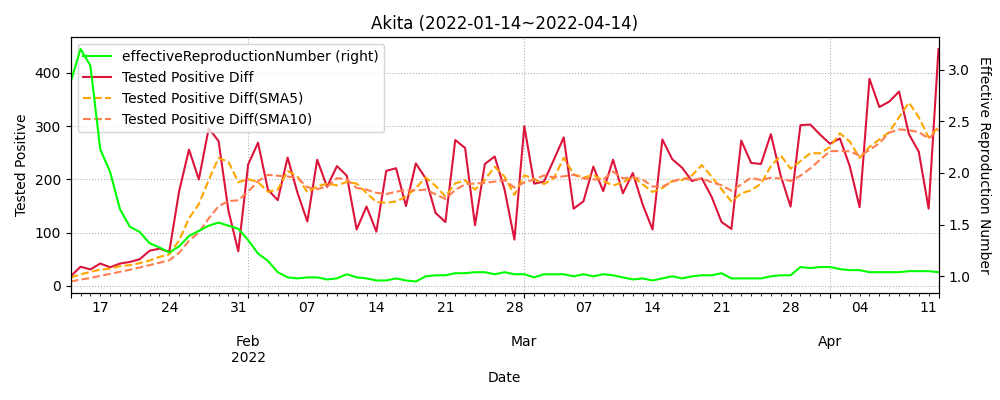 Akita (2022-01-14~2022-04-14)
effectiveReproductionNumber (right)
Tested Positive Diff
Tested Positive Diff(SMA5)
Tested Positive Diff(SMA10)
Tested Positive
400
300
200
100
0
3.0
2.5
2.0
1.5
1.0
Effective Reproduction Number
17 24 31 07 14 21 28 07 14 21 28 04 11
Feb Mar Apr
2022
Date